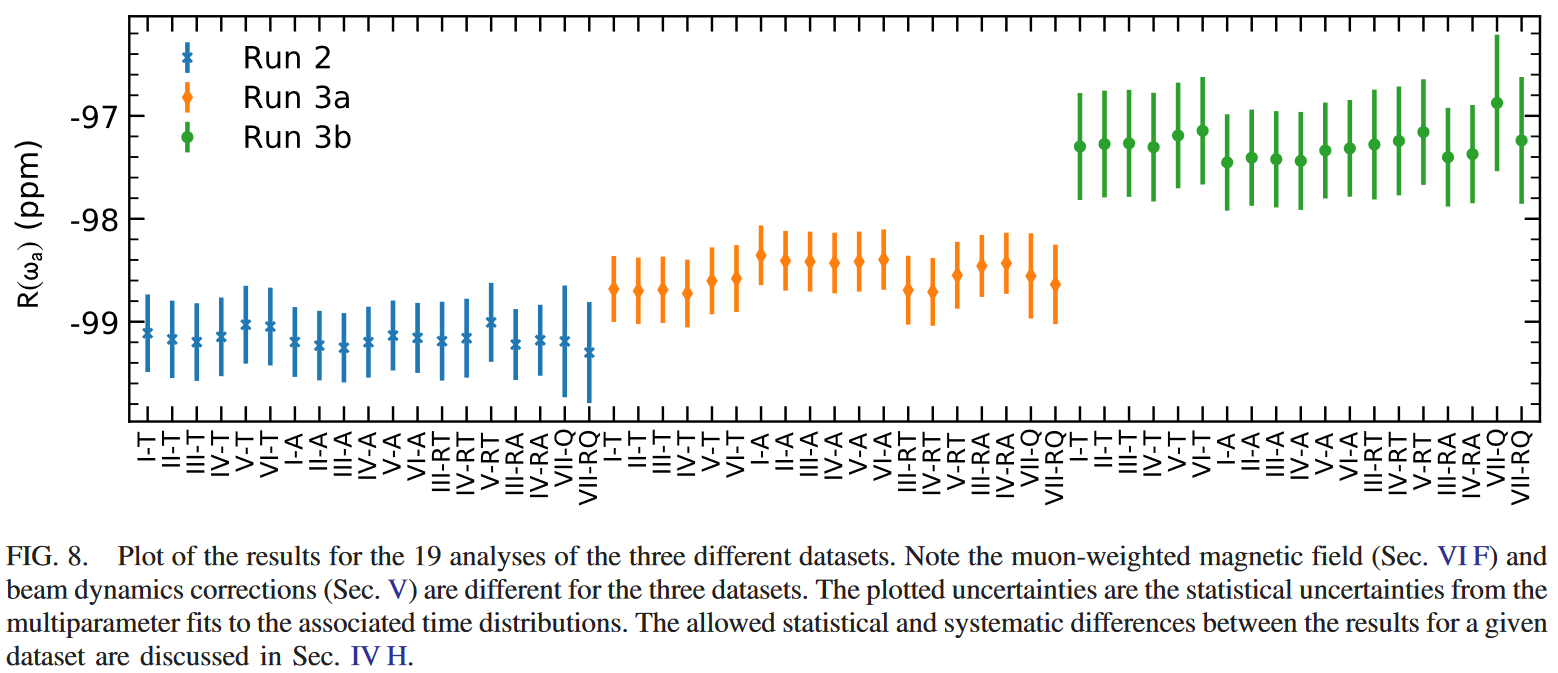 Run 2
Run 3a
Run 3b
R(ωa) (ppm)
-97
-98
-99
I-T
II-T
III-T
IV-T
V-T
VI-T
I-A
II-A
III-A
IV-A
V-A
VI-A
III-RT
IV-RT
V-RT
III-RA
IV-RA
VII-Q
VII-RQ
I-T
II-T
III-T
IV-T
V-T
VI-T
I-A
II-A
III-A
IV-A
V-A
VI-A
III-RT
IV-RT
V-RT
III-RA
IV-RA
VII-Q
VII-RQ
I-T
II-T
III-T
IV-T
V-T
VI-T
I-A
II-A
III-A
IV-A
V-A
VI-A
III-RT
IV-RT
V-RT
III-RA
IV-RA
VII-Q
VII-RQ
FIG. 8. Plot of the results for the 19 analyses of the three different datasets. Note the muon-weighted magnetic field (Sec. VI F) and
beam dynamics corrections (Sec. V) are different for the three datasets. The plotted uncertainties are the statistical uncertainties from the
multiparameter fits to the associated time distributions. The allowed statistical and systematic differences between the results for a given
dataset are discussed in Sec. IV H.